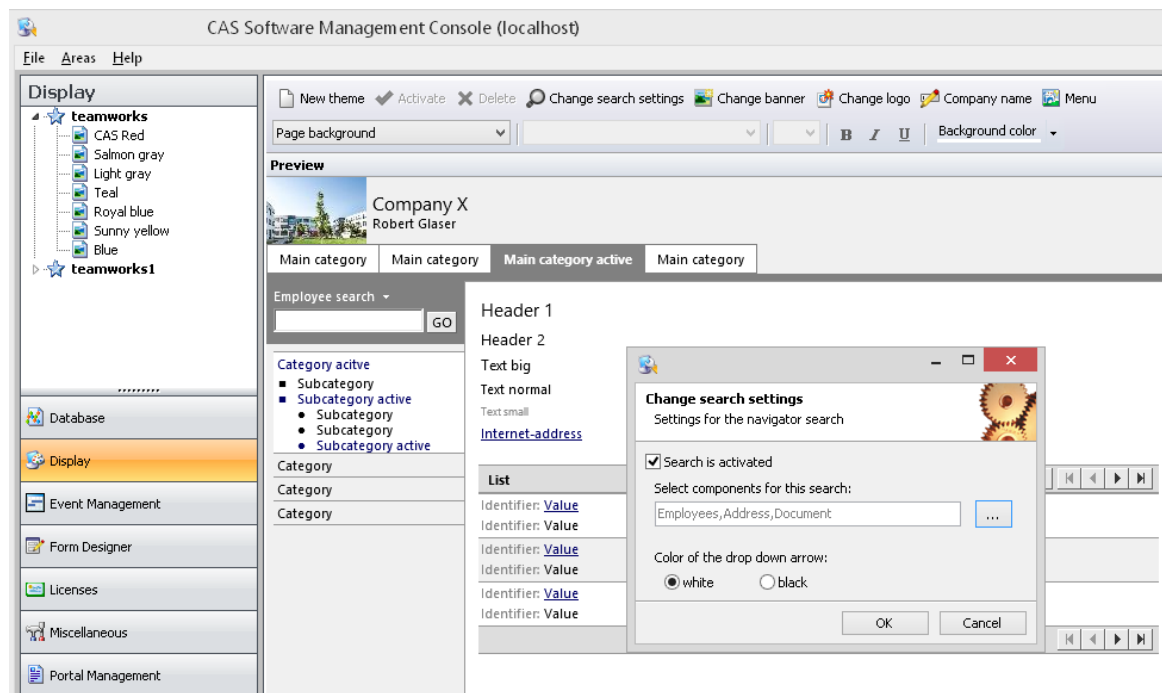 CAS Software Management Console (localhost)
File Areas Help
Display
teamworks
CAS Red
Salmon gray
Light gray
Teal
Royal blue
Sunny yellow
Blue
teamworks1
Database
Display
Event Management
Form Designer
Licenses
Miscellaneous
Portal Management
New theme Activate Delete Change search settings Change banner Change logo Company name Menu
Page background B I U Background color
Preview
Company X
Robert Glaser
Main category Main category Main category active Main category
Employee search
GO
Category acitve
Subcategory
Subcategory active
Subcategory
Subcategory
Subcategory active
Category
Category
Category
Header 1
Header 2
Text big
Text normal
Text small
Internet-address
List
Identifier: Value
Identifier: Value
Identifier: Value
Identifier: Value
Identifier: Value
Identifier: Value
Change search settings
Settings for the navigator search
Search is activated
Select components for this search:
Employees,Address,Document ...
Color of the drop down arrow:
white black
OK Cancel